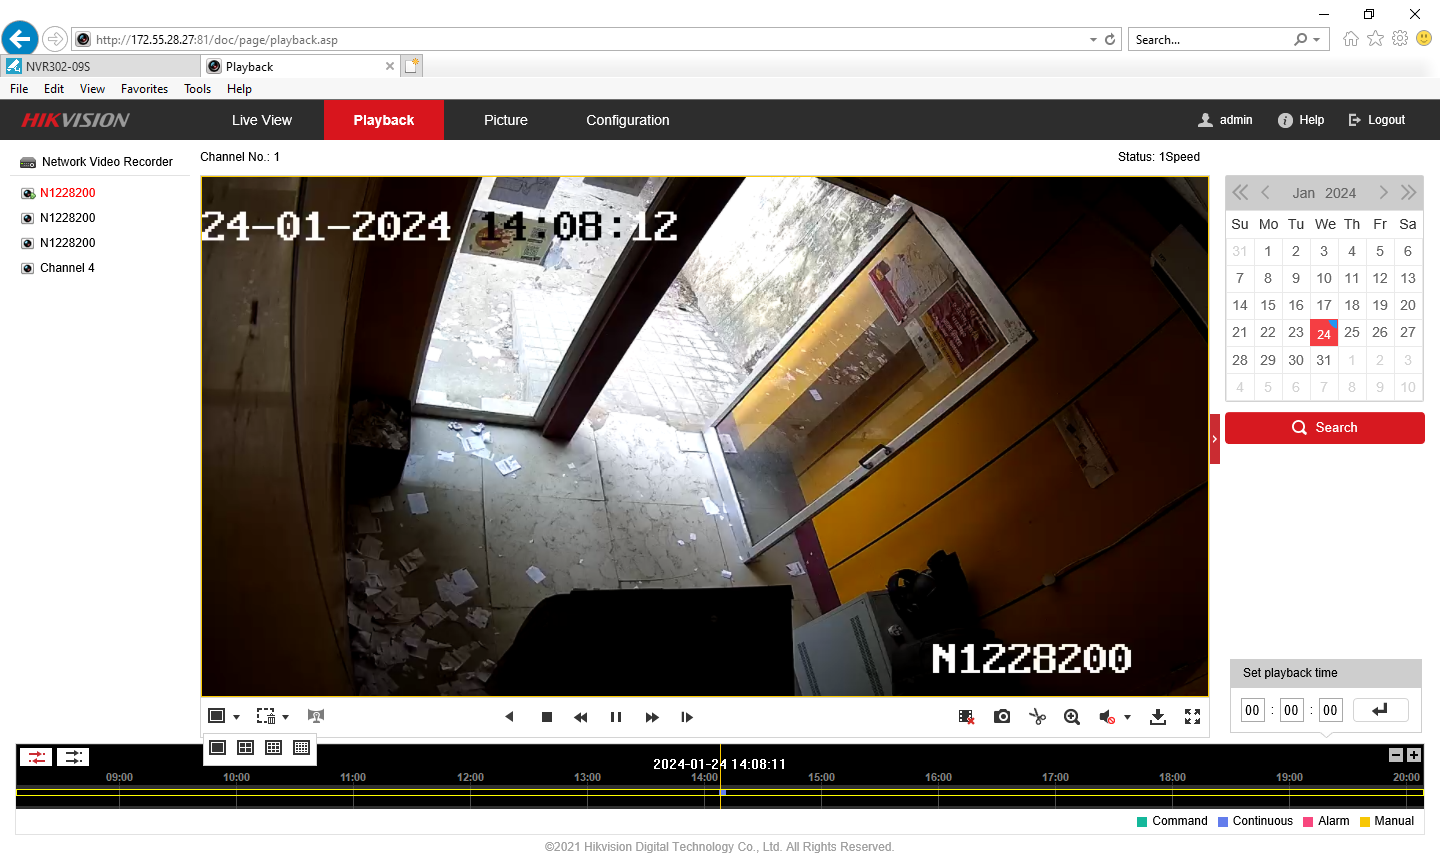 http://172.55.28.27:81/doc/page/playback.asp
Search...
NVR302-09S
Playback
File Edit View Favorites Tools Help
HIKVISION
Live View Playback Picture Configuration
admin Help Logout
Network Video Recorder
N1228200
N1228200
N1228200
Channel 4
Channel No.: 1
Status: 1Speed
24-01-2024 14:08:12
N1228200
Jan 2024
Su Mo Tu We Th Fr Sa
31 1 2 3 4 5 6
7 8 9 10 11 12 13
14 15 16 17 18 19 20
21 22 23 24 25 26 27
28 29 30 31 1 2 3
4 5 6 7 8 9 10
Search
Set playback time
00 : 00 : 00
2024-01-24 14:08:11
09:00 10:00 11:00 12:00 13:00 14:00 15:00 16:00 17:00 18:00 19:00 20:00
Command Continuous Alarm Manual
©2021 Hikvision Digital Technology Co., Ltd. All Rights Reserved.